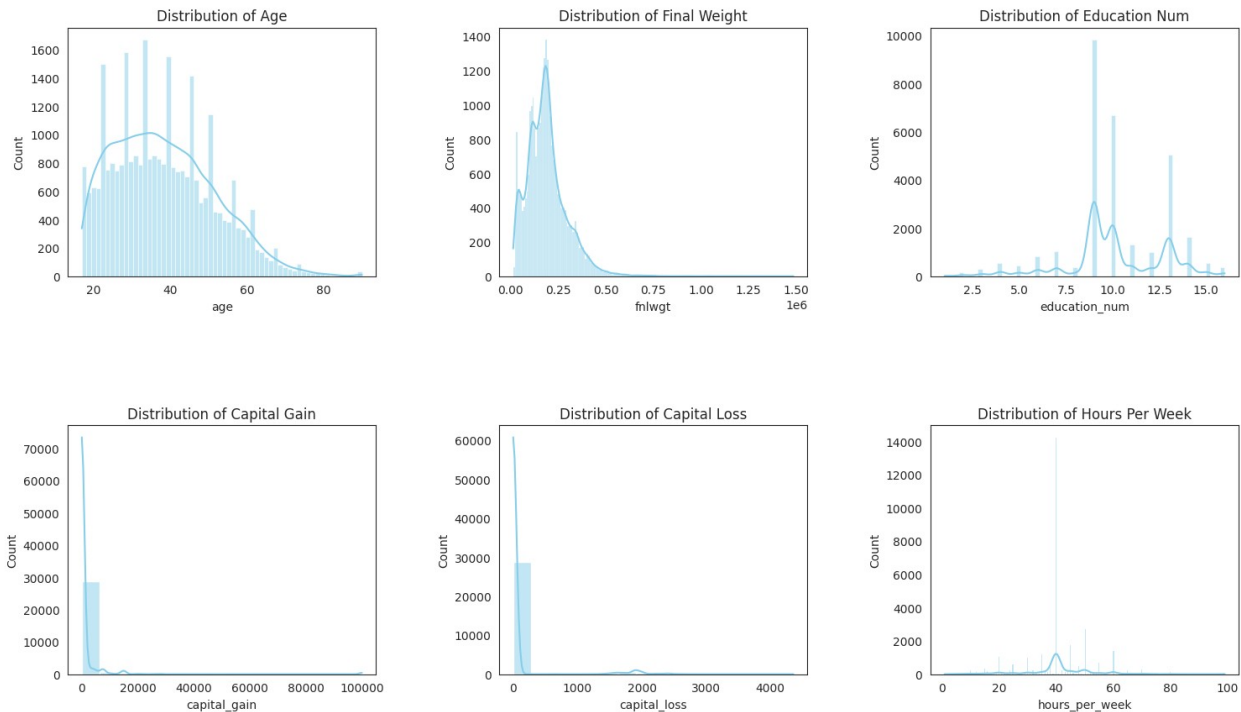 Distribution of Age
1600
1400
1200
1000
800
600
400
200
0
Count
20 40 60 80
age
Distribution of Final Weight
1400
1200
1000
800
600
400
200
0
Count
0.00 0.25 0.50 0.75 1.00 1.25 1.50
1e6
fnlwgt
Distribution of Education Num
10000
8000
6000
4000
2000
0
Count
2.5 5.0 7.5 10.0 12.5 15.0
education_num
Distribution of Capital Gain
70000
60000
50000
40000
30000
20000
10000
0
Count
0 20000 40000 60000 80000 100000
capital_gain
Distribution of Capital Loss
60000
50000
40000
30000
20000
10000
0
Count
0 1000 2000 3000 4000
capital_loss
Distribution of Hours Per Week
14000
12000
10000
8000
6000
4000
2000
0
Count
0 20 40 60 80 100
hours_per_week